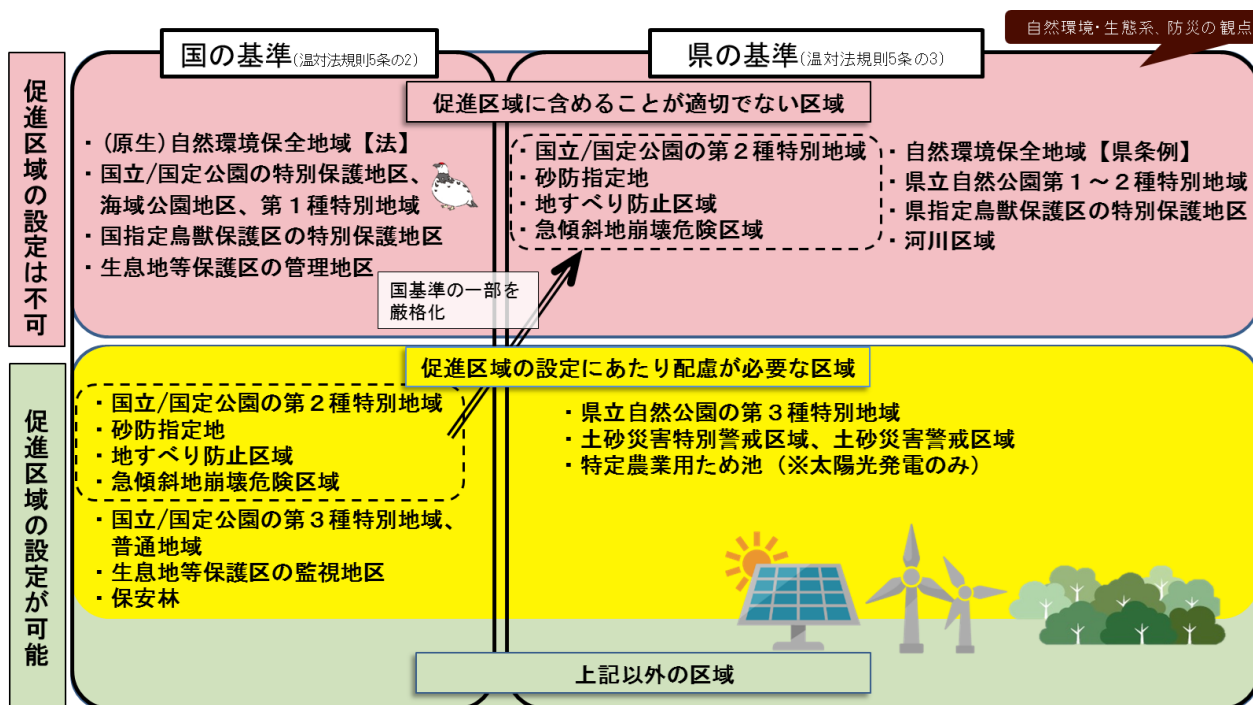 自然環境・生態系、防災の観点
国の基準(温対法規則5条の2)
県の基準(温対法規則5条の3)
促進区域の設定は不可
促進区域に含めることが適切でない区域
・(原生)自然環境保全地域【法】
・国立/国定公園の特別保護地区、
海域公園地区、第1種特別地域
・国指定鳥獣保護区の特別保護地区
・生息地等保護区の管理地区
・国立/国定公園の第2種特別地域
・砂防指定地
・地すべり防止区域
・急傾斜地崩壊危険区域
・自然環境保全地域【県条例】
・県立自然公園第1～2種特別地域
・県指定鳥獣保護区の特別保護地区
・河川区域
国基準の一部を
厳格化
促進区域の設定が可能
促進区域の設定にあたり配慮が必要な区域
・国立/国定公園の第2種特別地域
・砂防指定地
・地すべり防止区域
・急傾斜地崩壊危険区域
・国立/国定公園の第3種特別地域、
普通地域
・生息地等保護区の監視地区
・保安林
・県立自然公園の第3種特別地域
・土砂災害特別警戒区域、土砂災害警戒区域
・特定農業用ため池（※太陽光発電のみ）
上記以外の区域